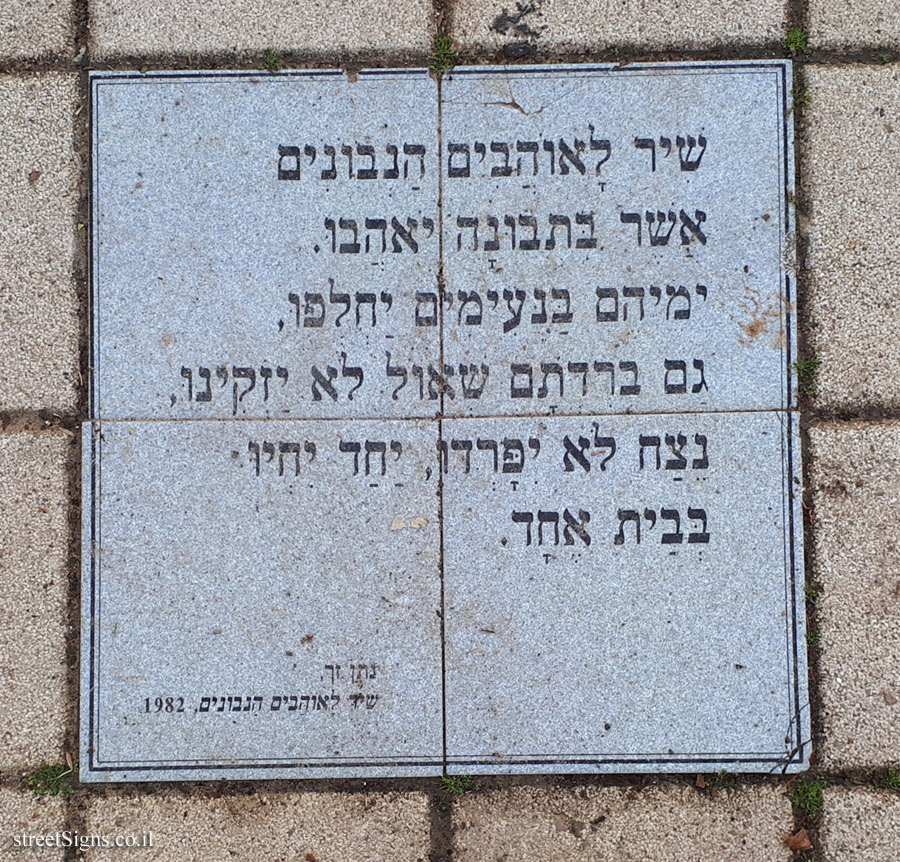 שִׁיר לָאוֹהֲבִים הַנְּבוֹנִים
אֲשֶׁר בִּתְבוּנָה יֹאהֲבוּ.
יְמֵיהֶם בַּנְּעִימִים יַחְלִפוּ,
גַּם בְּרִדְתָּם שְׁאוֹל לֹא יַזְקִינוּ,
נֶצַח לֹא יִפָּרְדוּ, יַחַד יִחְיוּ
בְּבַיִת אֶחָד.
נתן זך,
שיר לאוהבים הנבונים, 1982
streetSigns.co.il